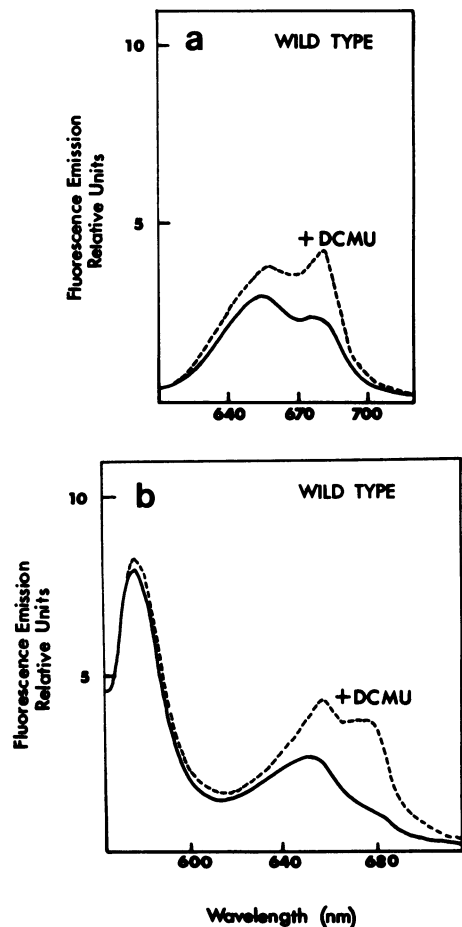 a
WILD TYPE
10
5
+ DCMU
Fluorescence Emission
Relative Units
640 670 700
b
WILD TYPE
10
5
+DCMU
Fluorescence Emission
Relative Units
600 640 680
Wavelength (nm)